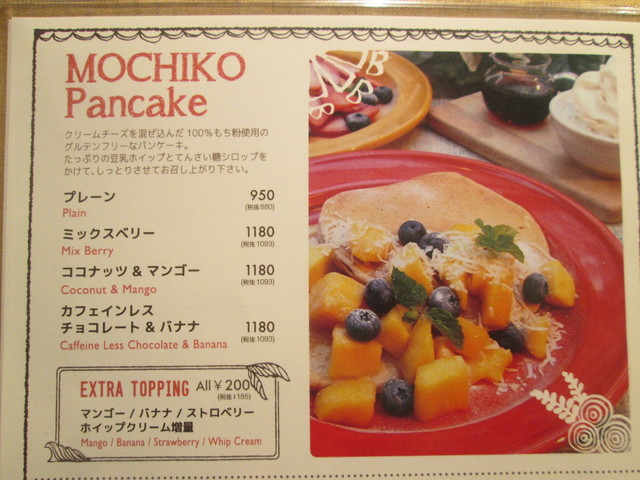 MOCHIKO
Pancake
クリームチーズを混ぜ込んだ 100%もち粉使用の
グルテンフリーなパンケーキ。
たっぷりの豆乳ホイップとてんさい糖シロップを
かけて、しっとりさせてお召し上がり下さい。
プレーン 950
Plain (税抜 880)
ミックスベリー 1180
Mix Berry (税抜 1093)
ココナッツ & マンゴー 1180
Coconut & Mango (税抜 1093)
カフェインレス
チョコレート & バナナ 1180
Caffeine Less Chocolate & Banana (税抜 1093)
EXTRA TOPPING All ¥ 200
(税抜 ¥185)
マンゴー / バナナ / ストロベリー
ホイップクリーム増量
Mango / Banana / Strawberry / Whip Cream